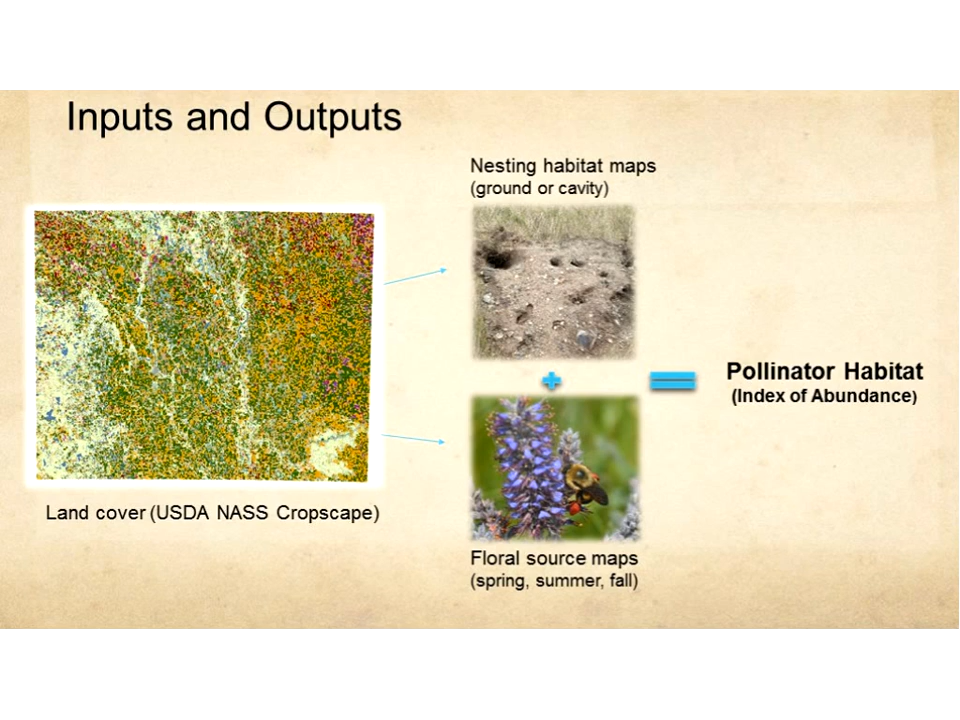 Inputs and Outputs
Nesting habitat maps
(ground or cavity)
Pollinator Habitat
(Index of Abundance)
Land cover (USDA NASS Cropscape)
Floral source maps
(spring, summer, fall)